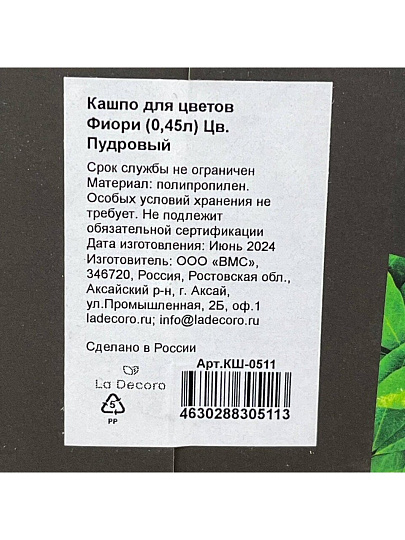 Кашпо для цветов
Фиори (0,45л) Цв.
Пудровый
Срок службы не ограничен
Материал: полипропилен.
Особых условий хранения не
требует. Не подлежит
обязательной сертификации
Дата изготовления: Июнь 2024
Изготовитель: ООО «ВМС»,
346720, Россия, Ростовская обл.,
Аксайский р-н, г. Аксай,
ул.Промышленная, 2Б, оф.1
ladecoro.ru; info@ladecoro.ru
Сделано в России
Арт.КШ-0511
La Decoro
5
PP
4630288305113